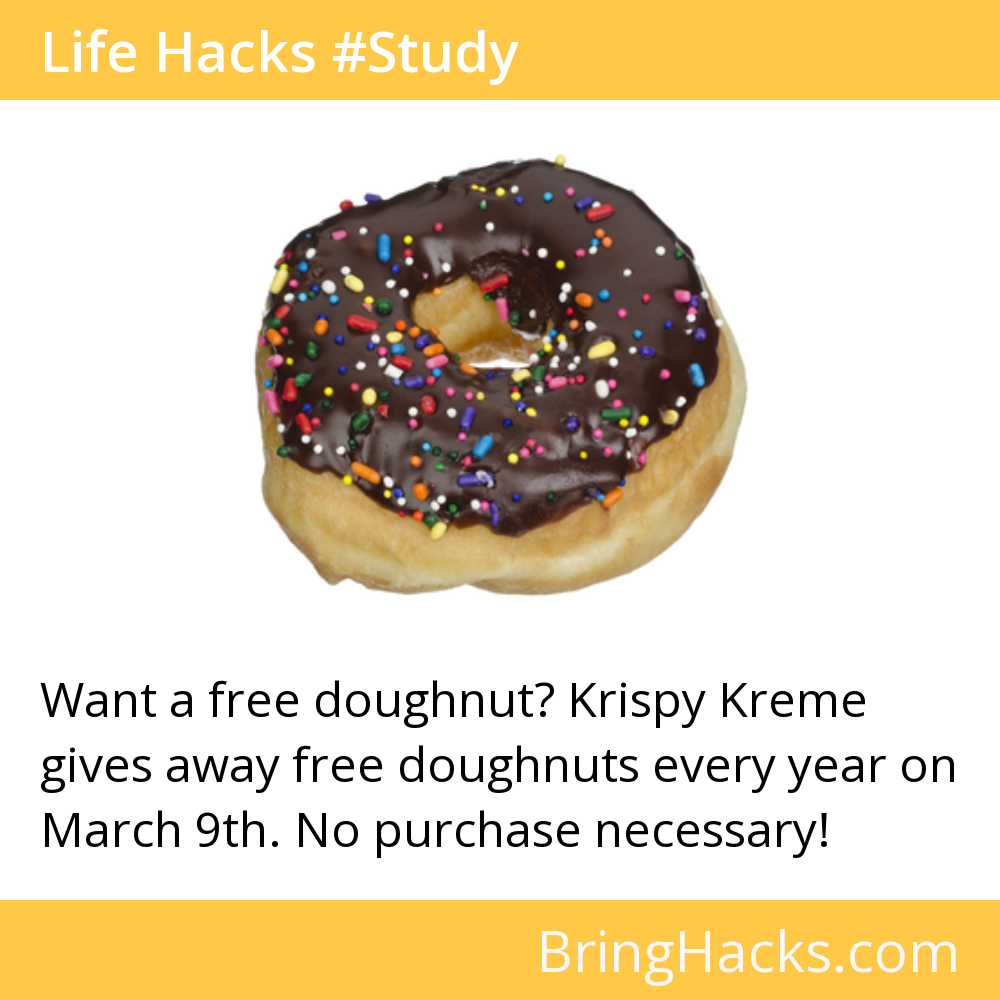 Life Hacks #Study
Want a free doughnut? Krispy Kreme
gives away free doughnuts every year on
March 9th. No purchase necessary!
BringHacks.com